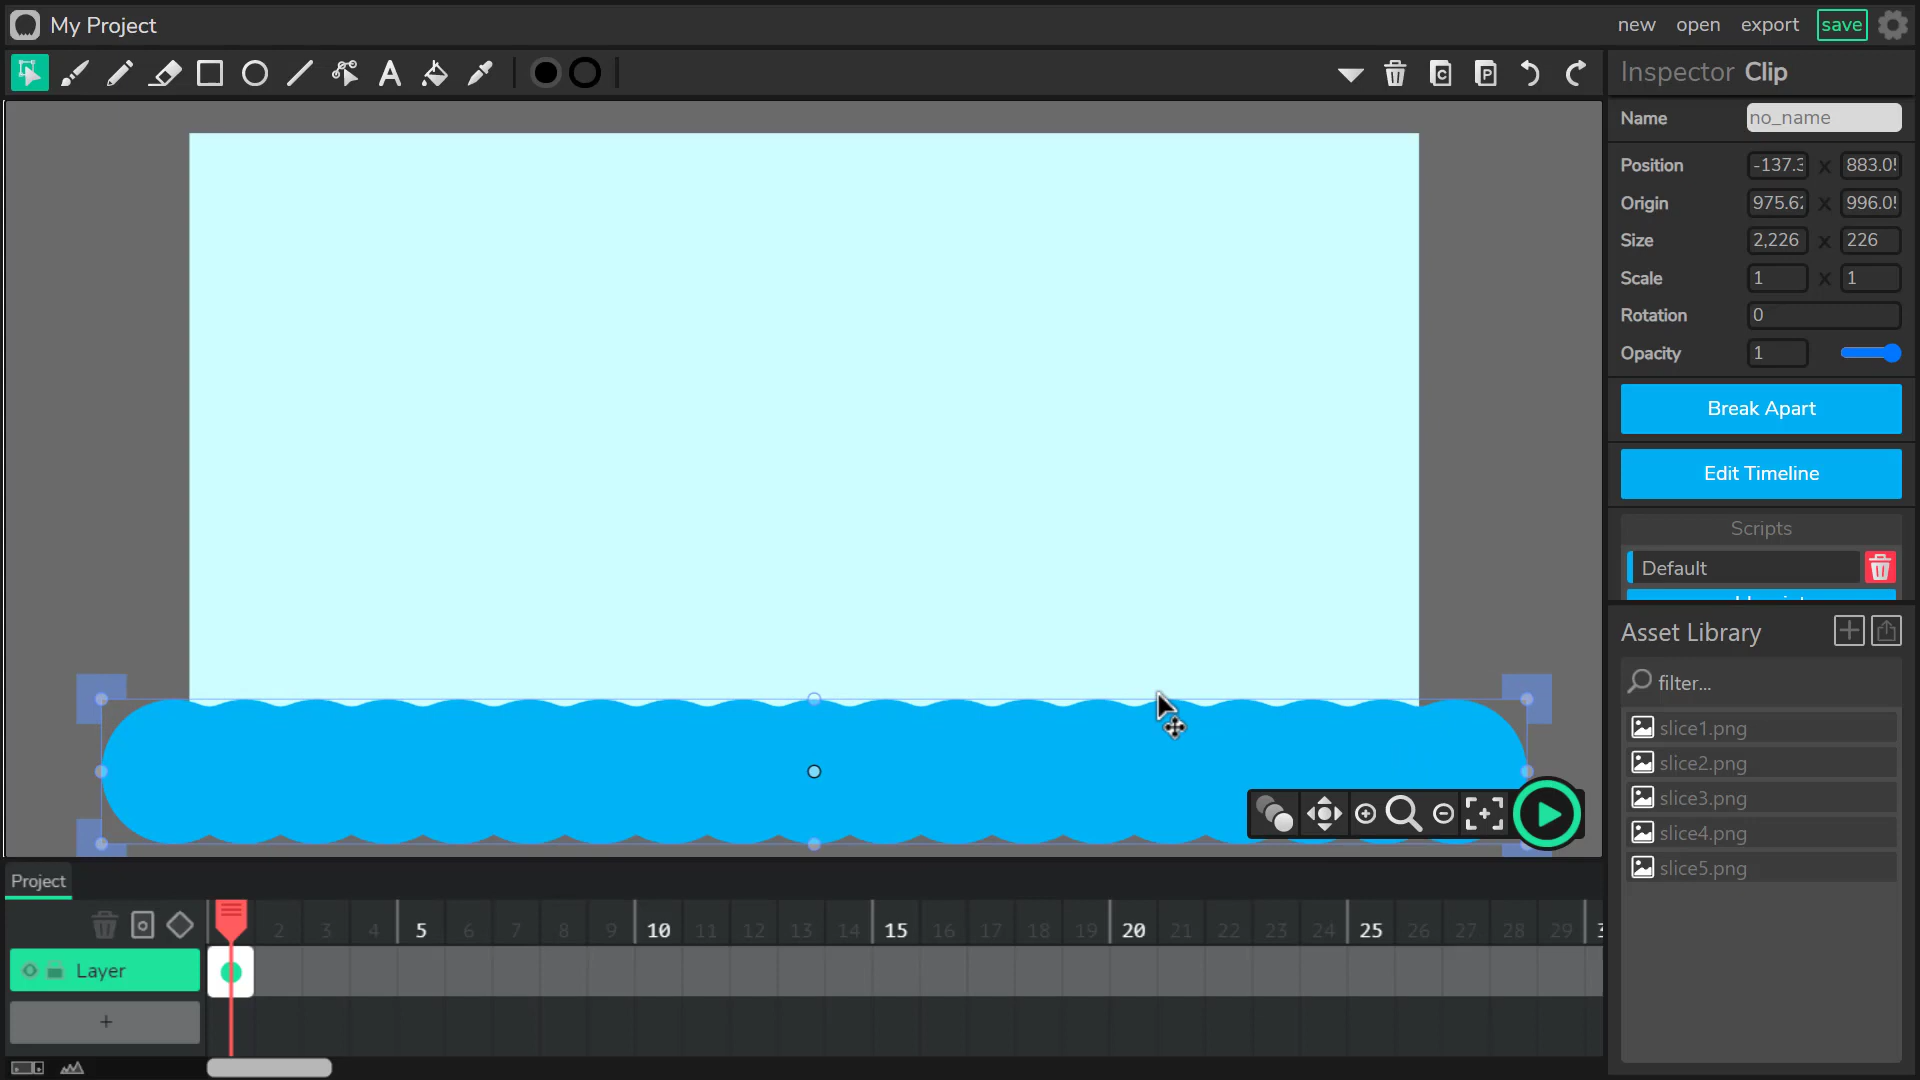 My Project
new open export save
Inspector Clip
Name no_name
Position -137.3 x 883.0
Origin 975.6 x 996.0
Size 2,226 x 226
Scale 1 x 1
Rotation 0
Opacity 1
Break Apart
Edit Timeline
Scripts
Default
Asset Library
filter...
slice1.png
slice2.png
slice3.png
slice4.png
slice5.png
Project
2 3 4 5 6 7 8 9 10 11 12 13 14 15 16 17 18 19 20 21 22 23 24 25 26 27 28 29
Layer
+